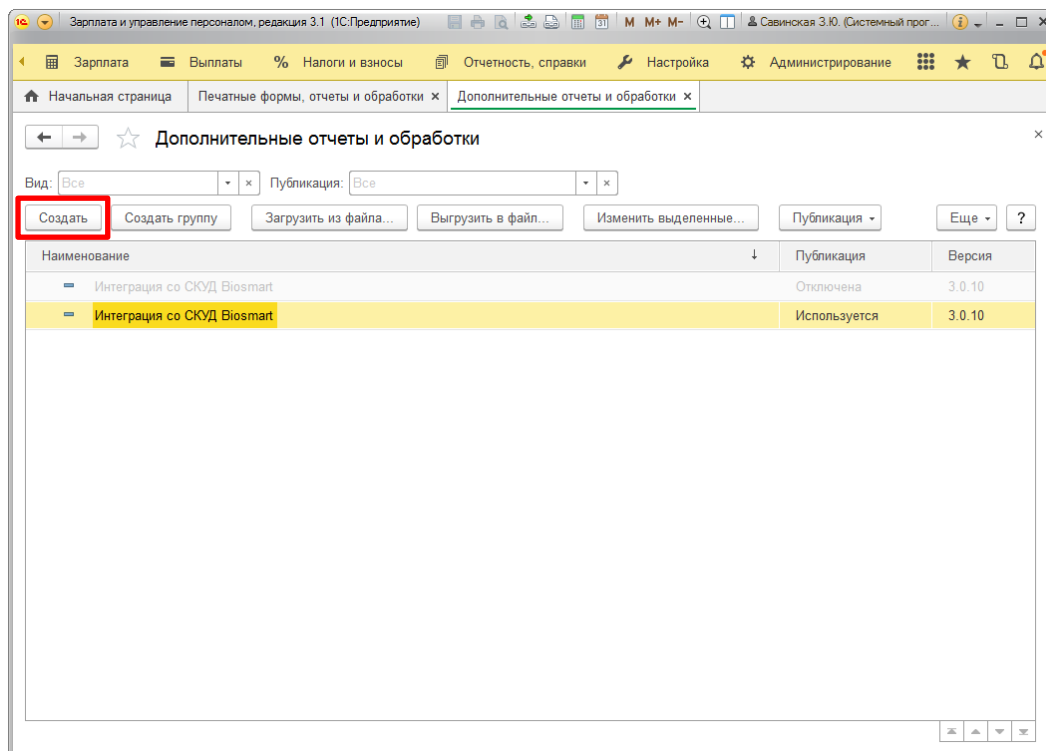 1С Зарплата и управление персоналом, редакция 3.1 (1С:Предприятие) 31 M M+ M- Савинская З.Ю. (Системный прог... i
Зарплата Выплаты % Налоги и взносы Отчетность, справки Настройка Администрирование
Начальная страница Печатные формы, отчеты и обработки × Дополнительные отчеты и обработки ×
Дополнительные отчеты и обработки ×
Вид: Все × Публикация: Все ×
Создать Создать группу Загрузить из файла... Выгрузить в файл... Изменить выделенные... Публикация Еще ?
Наименование ↓ Публикация Версия
Интеграция со СКУД Biosmart Отключена 3.0.10
Интеграция со СКУД Biosmart Используется 3.0.10